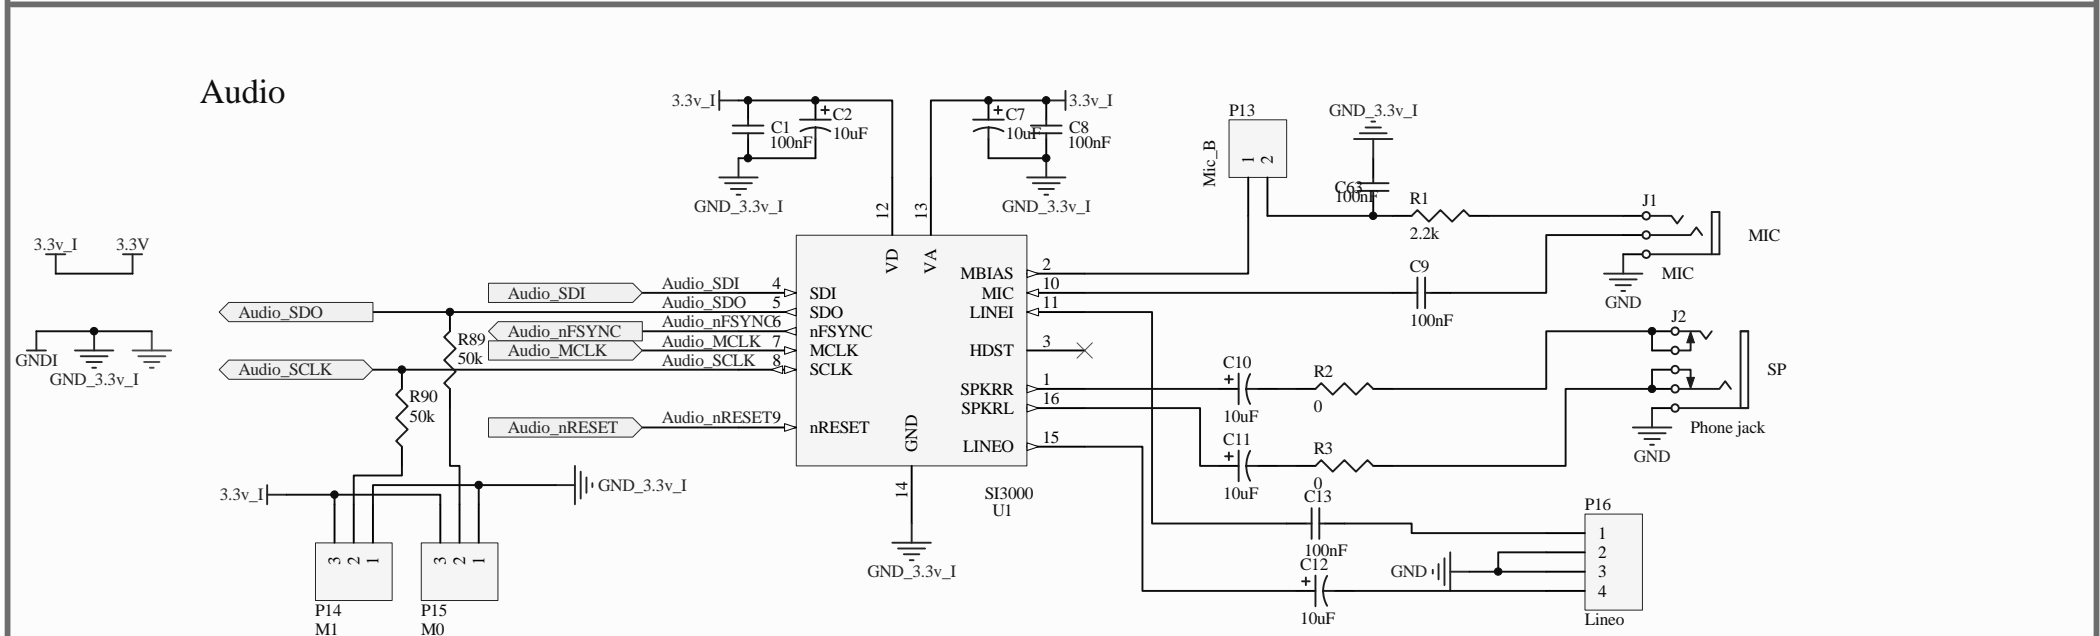 Audio
3.3v_I
C1
100nF
C2
10uF
GND_3.3v_I
C7
10uF
C8
100nF
3.3v_I
GND_3.3v_I
P13
Mic_B
1
2
GND_3.3v_I
C63
100nF
R1
2.2k
J1
MIC
MIC
GND
3.3v_I
3.3V
GNDI
GND_3.3v_I
Audio_SDO
Audio_SCLK
Audio_SDI
Audio_nFSYNC
Audio_MCLK
Audio_nRESET
R89
50k
R90
50k
Audio_SDI 4
Audio_SDO 5
Audio_nFSYNC6
Audio_MCLK 7
Audio_SCLK 8
Audio_nRESET9
12
13
VD
VA
SDI
SDO
nFSYNC
MCLK
SCLK
nRESET
GND
14
MBIAS 2
MIC 10
LINEI 11
HDST 3
SPKRR 1
SPKRL 16
LINEO 15
SI3000
U1
GND_3.3v_I
C9
100nF
J2
SP
Phone jack
GND
C10
10uF
R2
0
C11
10uF
R3
0
C13
100nF
C12
10uF
GND
P16
1
2
3
4
Lineo
3.3v_I
GND_3.3v_I
3 2 1
3 2 1
P14
M1
P15
M0